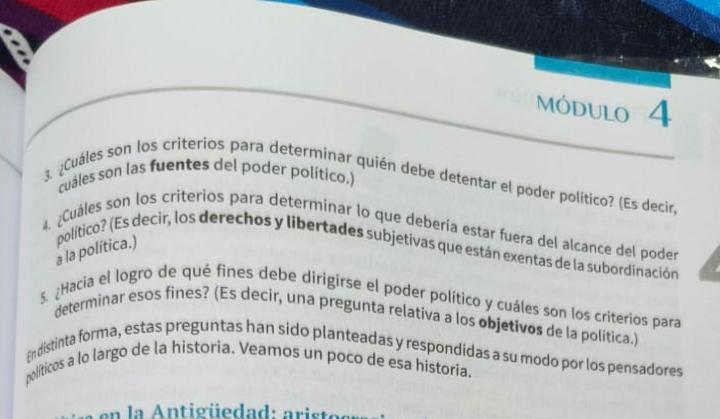 MÓDULO 4
3. ¿Cuáles son los criterios para determinar quién debe detentar el poder político? (Es decir,
cuáles son las fuentes del poder político.)
4. ¿Cuáles son los criterios para determinar lo que debería estar fuera del alcance del poder
político? (Es decir, los derechos y libertades subjetivas que están exentas de la subordinación
a la política.)
5. ¿Hacia el logro de qué fines debe dirigirse el poder político y cuáles son los criterios para
determinar esos fines? (Es decir, una pregunta relativa a los objetivos de la política.)
En distinta forma, estas preguntas han sido planteadas y respondidas a su modo por los pensadores
políticos a lo largo de la historia. Veamos un poco de esa historia.
en la Antigüedad: